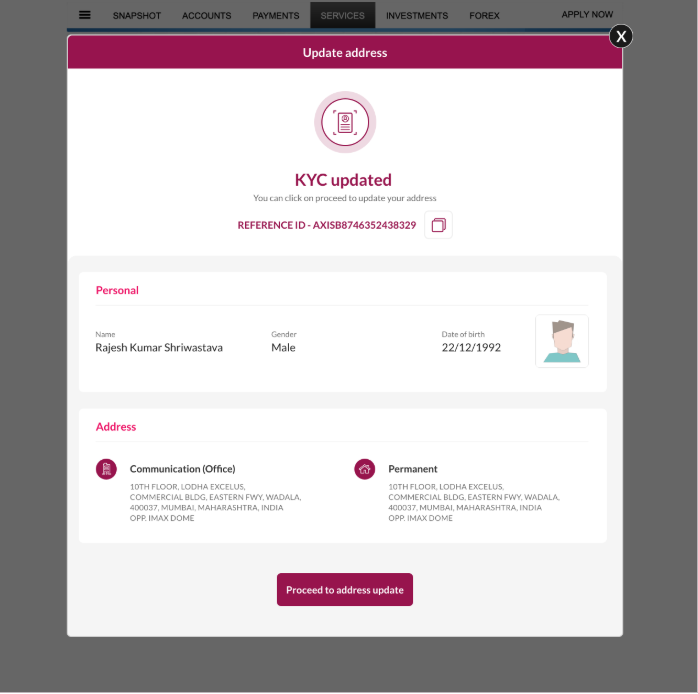 SNAPSHOT ACCOUNTS PAYMENTS SERVICES INVESTMENTS FOREX APPLY NOW
X
Update address
KYC updated
You can click on proceed to update your address
REFERENCE ID - AXISB8746352438329
Personal
Name Gender Date of birth
Rajesh Kumar Shriwastava Male 22/12/1992
Address
Communication (Office)
10TH FLOOR, LODHA EXCELUS,
COMMERCIAL BLDG, EASTERN FWY, WADALA,
400037, MUMBAI, MAHARASHTRA, INDIA
OPP. IMAX DOME
Permanent
10TH FLOOR, LODHA EXCELUS,
COMMERCIAL BLDG, EASTERN FWY, WADALA,
400037, MUMBAI, MAHARASHTRA, INDIA
OPP. IMAX DOME
Proceed to address update